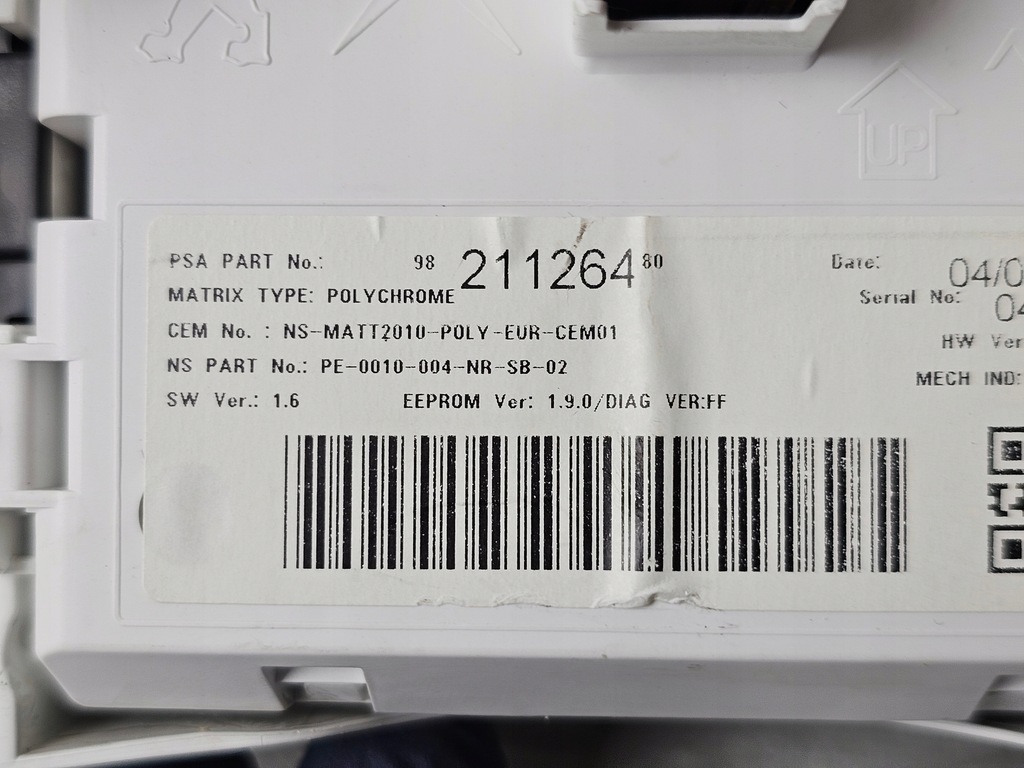 UP
PSA PART No.: 98 211264 80 Date: 04/0
MATRIX TYPE: POLYCHROME Serial No: 04
CEM No. : NS-MATT2010-POLY-EUR-CEM01 HW Ver
NS PART No.: PE-0010-004-NR-SB-02 MECH IND:
SW Ver.: 1.6 EEPROM Ver: 1.9.0/DIAG VER:FF